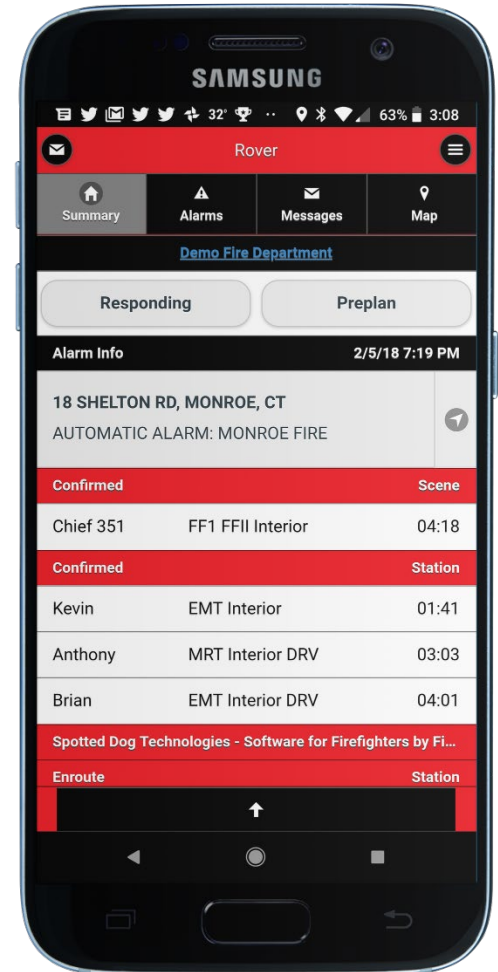 SAMSUNG
32° 63% 3:08
Rover
Summary Alarms Messages Map
Demo Fire Department
Responding Preplan
Alarm Info 2/5/18 7:19 PM
18 SHELTON RD, MONROE, CT
AUTOMATIC ALARM: MONROE FIRE
Confirmed Scene
Chief 351 FF1 FFII Interior 04:18
Confirmed Station
Kevin EMT Interior 01:41
Anthony MRT Interior DRV 03:03
Brian EMT Interior DRV 04:01
Spotted Dog Technologies - Software for Firefighters by Fi...
Enroute Station